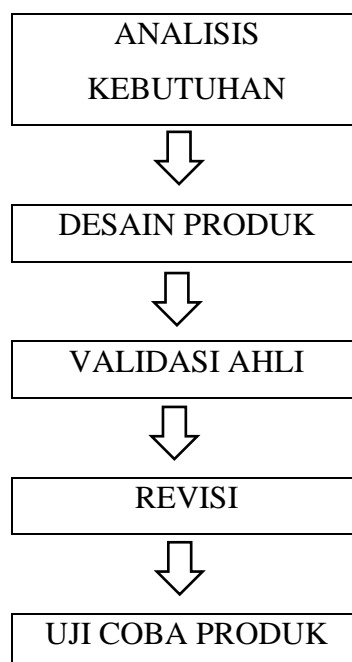 ANALISIS
KEBUTUHAN
DESAIN PRODUK
VALIDASI AHLI
REVISI
UJI COBA PRODUK